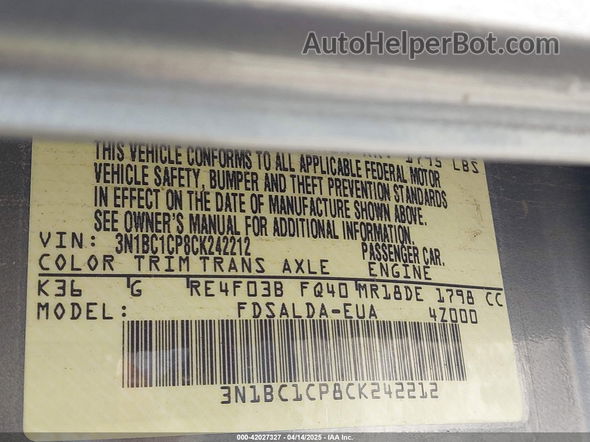 AutoHelperBot.com
1795 LBS
THIS VEHICLE CONFORMS TO ALL APPLICABLE FEDERAL MOTOR
VEHICLE SAFETY, BUMPER AND THEFT PREVENTION STANDARDS
IN EFFECT ON THE DATE OF MANUFACTURE SHOWN ABOVE.
SEE OWNER'S MANUAL FOR ADDITIONAL INFORMATION.
VIN: 3N1BC1CP8CK242212 PASSENGER CAR.
COLOR TRIM TRANS AXLE ENGINE
K36 G RE4F03B FQ40 MR18DE 1798 CC
MODEL: FDSALDA-EUA 4Z000
3N1BC1CP8CK242212
000-42027327 - 04/14/2025 - IAA, Inc.